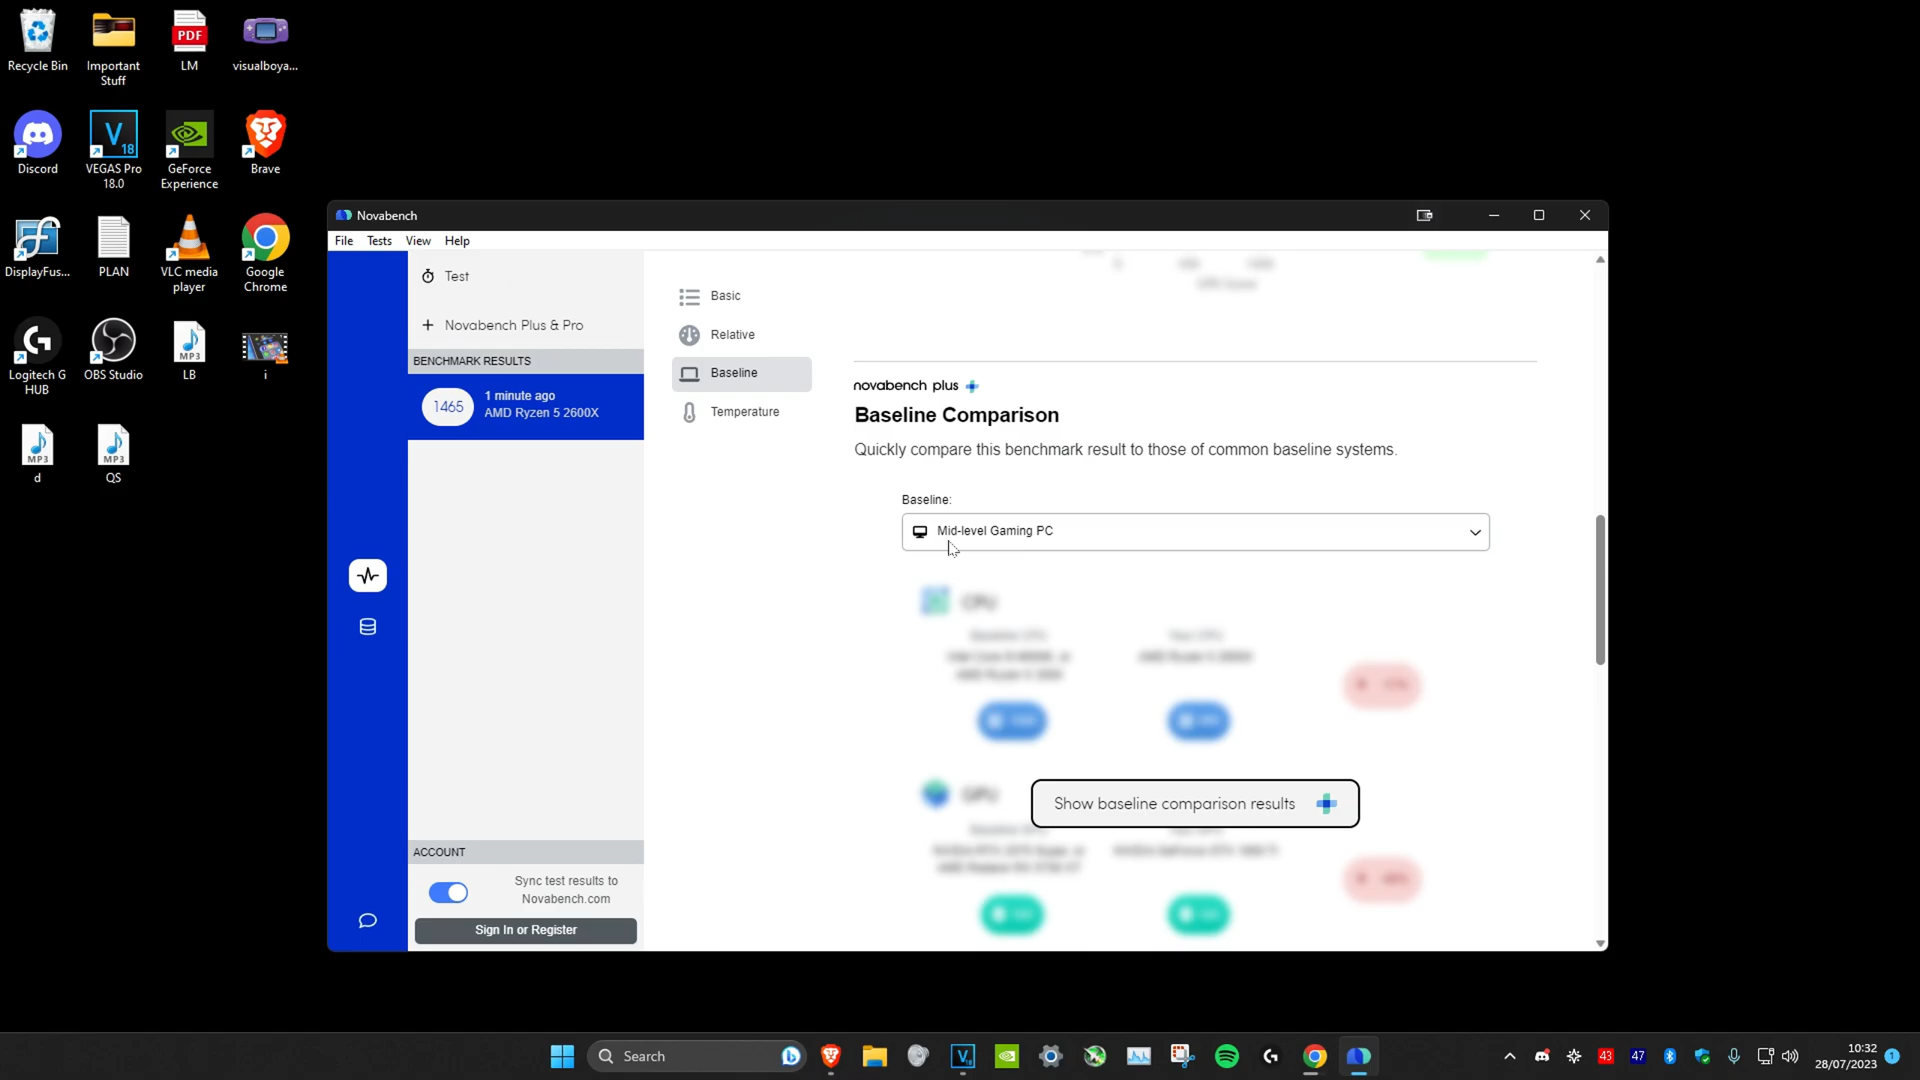 Recycle Bin
Important
Stuff
PDF
LM
visualboya...
Discord
V
18
VEGAS Pro
18.0
GeForce
Experience
Brave
DisplayFus...
PLAN
VLC media
player
Google
Chrome
Logitech G
HUB
OBS Studio
MP3
LB
i
MP3
d
MP3
QS
Novabench
File Tests View Help
Test
Novabench Plus & Pro
BENCHMARK RESULTS
1465
1 minute ago
AMD Ryzen 5 2600X
ACCOUNT
Sync test results to
Novabench.com
Sign In or Register
Basic
Relative
Baseline
Temperature
novabench plus
Baseline Comparison
Quickly compare this benchmark result to those of common baseline systems.
Baseline:
Mid-level Gaming PC
CPU
GPU
Show baseline comparison results
Search
43
47
10:32
28/07/2023
1